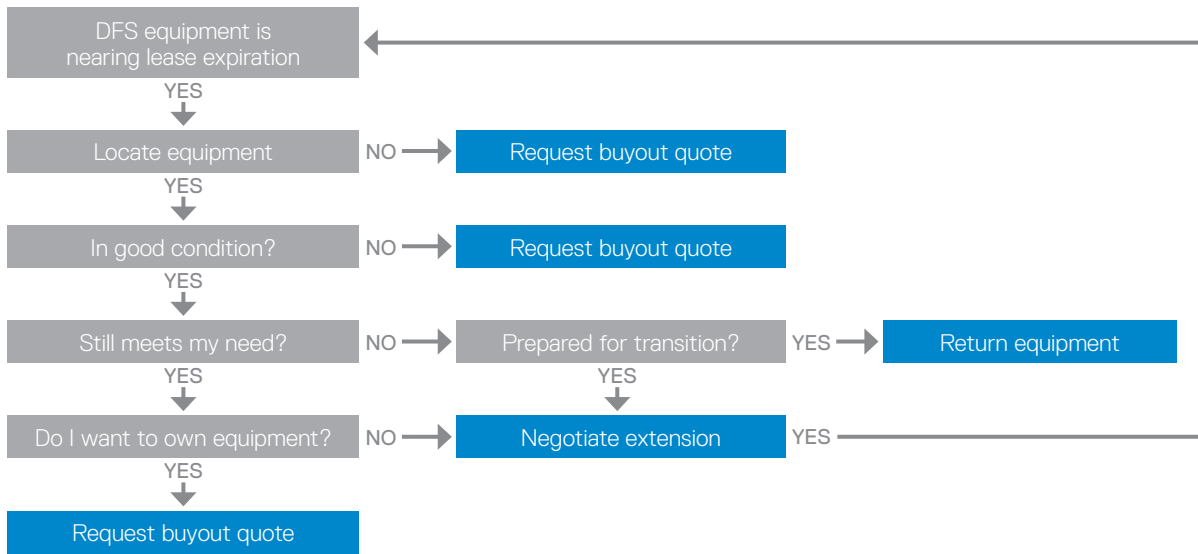 DFS equipment is
nearing lease expiration
YES
Locate equipment
NO
Request buyout quote
YES
In good condition?
NO
Request buyout quote
YES
Still meets my need?
NO
Prepared for transition?
YES
Return equipment
YES
YES
Do I want to own equipment?
NO
Negotiate extension
YES
YES
Request buyout quote